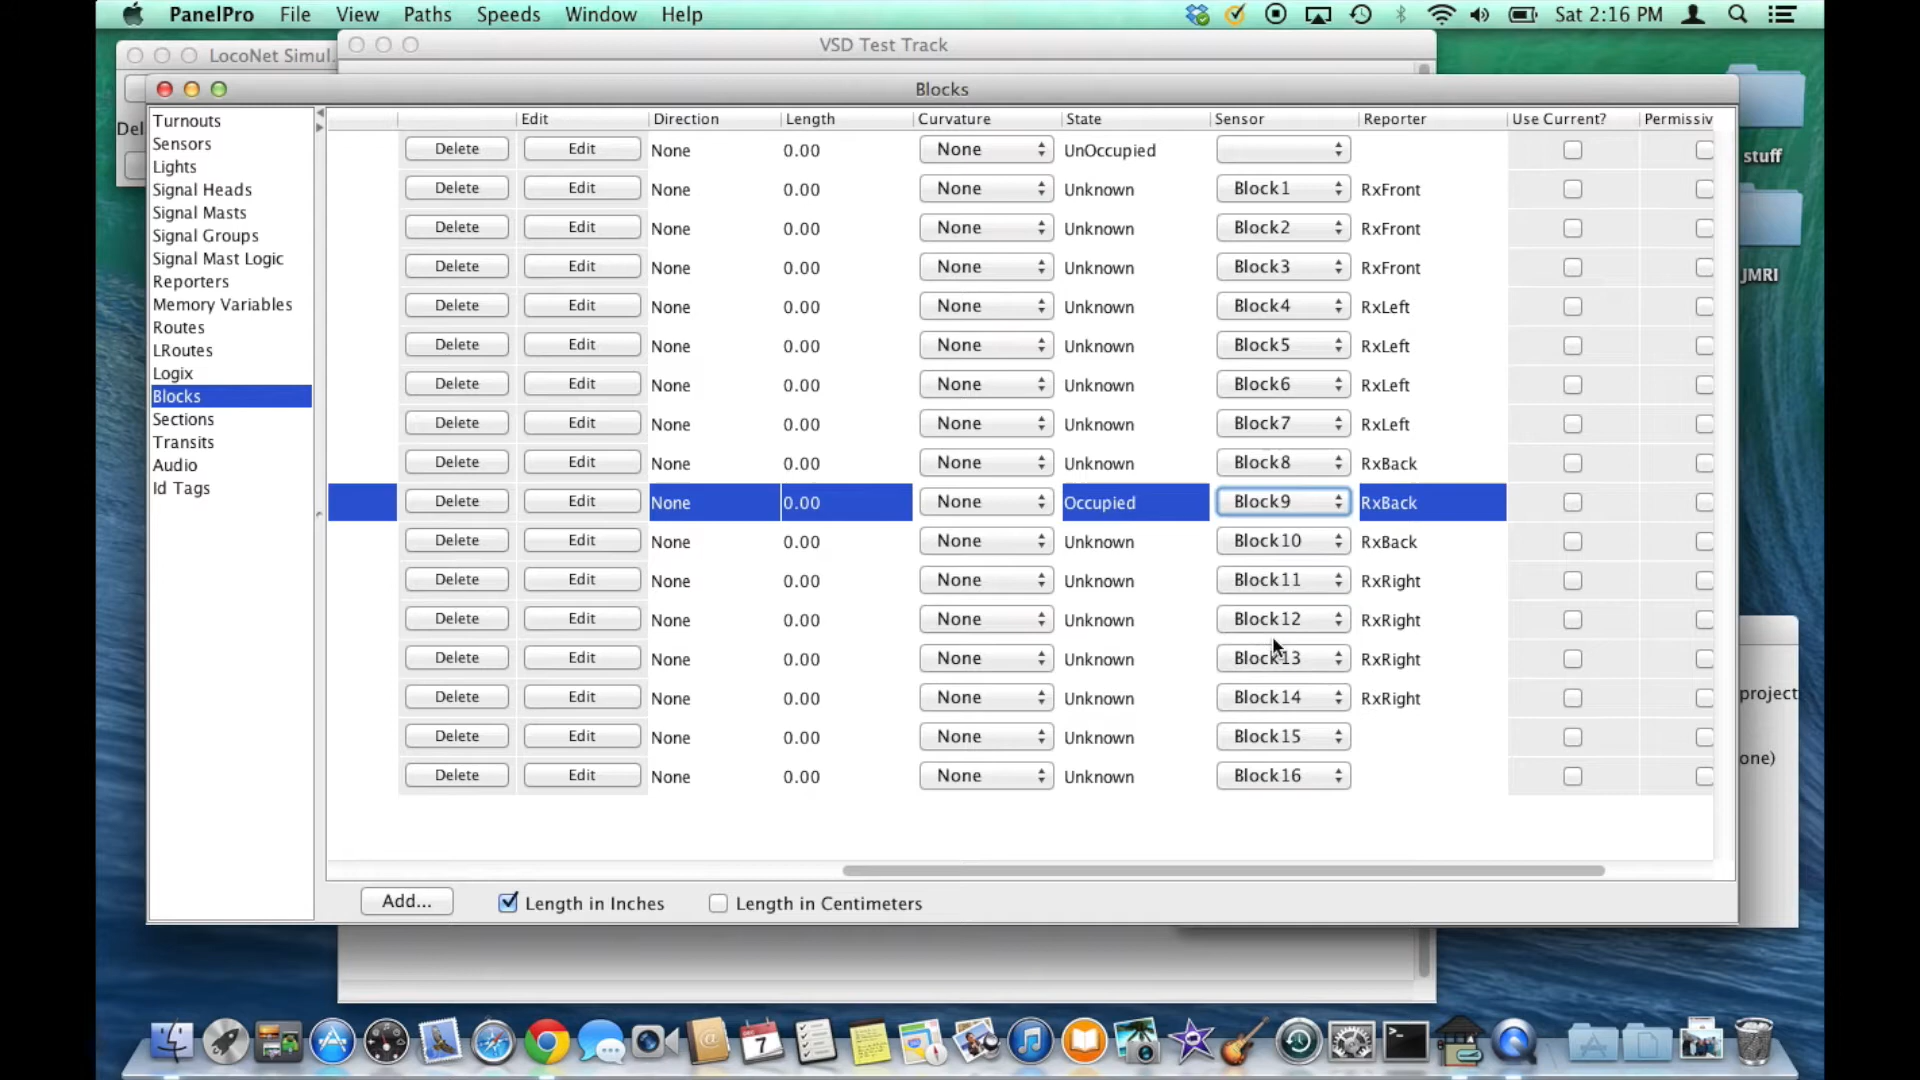 PanelPro File View Paths Speeds Window Help Sat 2:16 PM
LocoNet Simul... VSD Test Track
Blocks
stuff
JMRI
Del
project
one)
Turnouts
Sensors
Lights
Signal Heads
Signal Masts
Signal Groups
Signal Mast Logic
Reporters
Memory Variables
Routes
LRoutes
Logix
Blocks
Sections
Transits
Audio
Id Tags
Edit Direction Length Curvature State Sensor Reporter Use Current? Permissiv
Delete Edit None 0.00 None UnOccupied
Delete Edit None 0.00 None Unknown Block1 RxFront
Delete Edit None 0.00 None Unknown Block2 RxFront
Delete Edit None 0.00 None Unknown Block3 RxFront
Delete Edit None 0.00 None Unknown Block4 RxLeft
Delete Edit None 0.00 None Unknown Block5 RxLeft
Delete Edit None 0.00 None Unknown Block6 RxLeft
Delete Edit None 0.00 None Unknown Block7 RxLeft
Delete Edit None 0.00 None Unknown Block8 RxBack
Delete Edit None 0.00 None Occupied Block9 RxBack
Delete Edit None 0.00 None Unknown Block10 RxBack
Delete Edit None 0.00 None Unknown Block11 RxRight
Delete Edit None 0.00 None Unknown Block12 RxRight
Delete Edit None 0.00 None Unknown Block13 RxRight
Delete Edit None 0.00 None Unknown Block14 RxRight
Delete Edit None 0.00 None Unknown Block15
Delete Edit None 0.00 None Unknown Block16
Add... Length in Inches Length in Centimeters
7